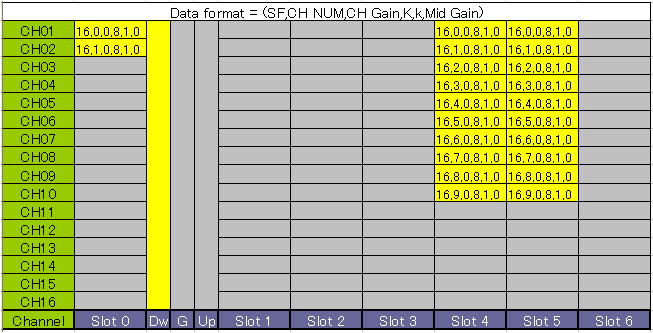 Data format = (SF,CH NUM,CH Gain,K,k,Mid Gain)
CH01 16,0,0,8,1,0 16,0,0,8,1,0 16,0,0,8,1,0
CH02 16,1,0,8,1,0 16,1,0,8,1,0 16,1,0,8,1,0
CH03 16,2,0,8,1,0 16,2,0,8,1,0
CH04 16,3,0,8,1,0 16,3,0,8,1,0
CH05 16,4,0,8,1,0 16,4,0,8,1,0
CH06 16,5,0,8,1,0 16,5,0,8,1,0
CH07 16,6,0,8,1,0 16,6,0,8,1,0
CH08 16,7,0,8,1,0 16,7,0,8,1,0
CH09 16,8,0,8,1,0 16,8,0,8,1,0
CH10 16,9,0,8,1,0 16,9,0,8,1,0
CH11
CH12
CH13
CH14
CH15
CH16
Channel Slot 0 Dw G Up Slot 1 Slot 2 Slot 3 Slot 4 Slot 5 Slot 6